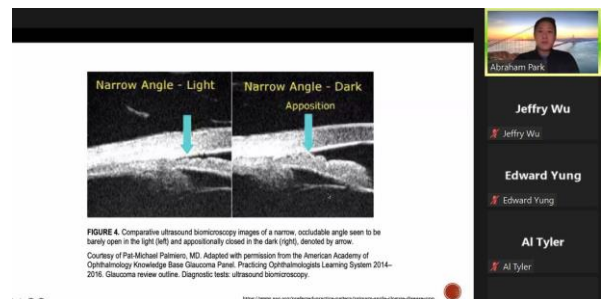 Narrow Angle - Light
Narrow Angle - Dark
Apposition
FIGURE 4. Comparative ultrasound biomicroscopy images of a narrow, occludable angle seen to be
barely open in the light (left) and appositionally closed in the dark (right), denoted by arrow.
Courtesy of Pat-Michael Palmiero, MD. Adapted with permission from the American Academy of
Ophthalmology Knowledge Base Glaucoma Panel. Practicing Ophthalmologists Learning System 2014–
2016. Glaucoma review outline. Diagnostic tests: ultrasound biomicroscopy.
Abraham Park
Jeffry Wu
Jeffry Wu
Edward Yung
Edward Yung
Al Tyler
Al Tyler